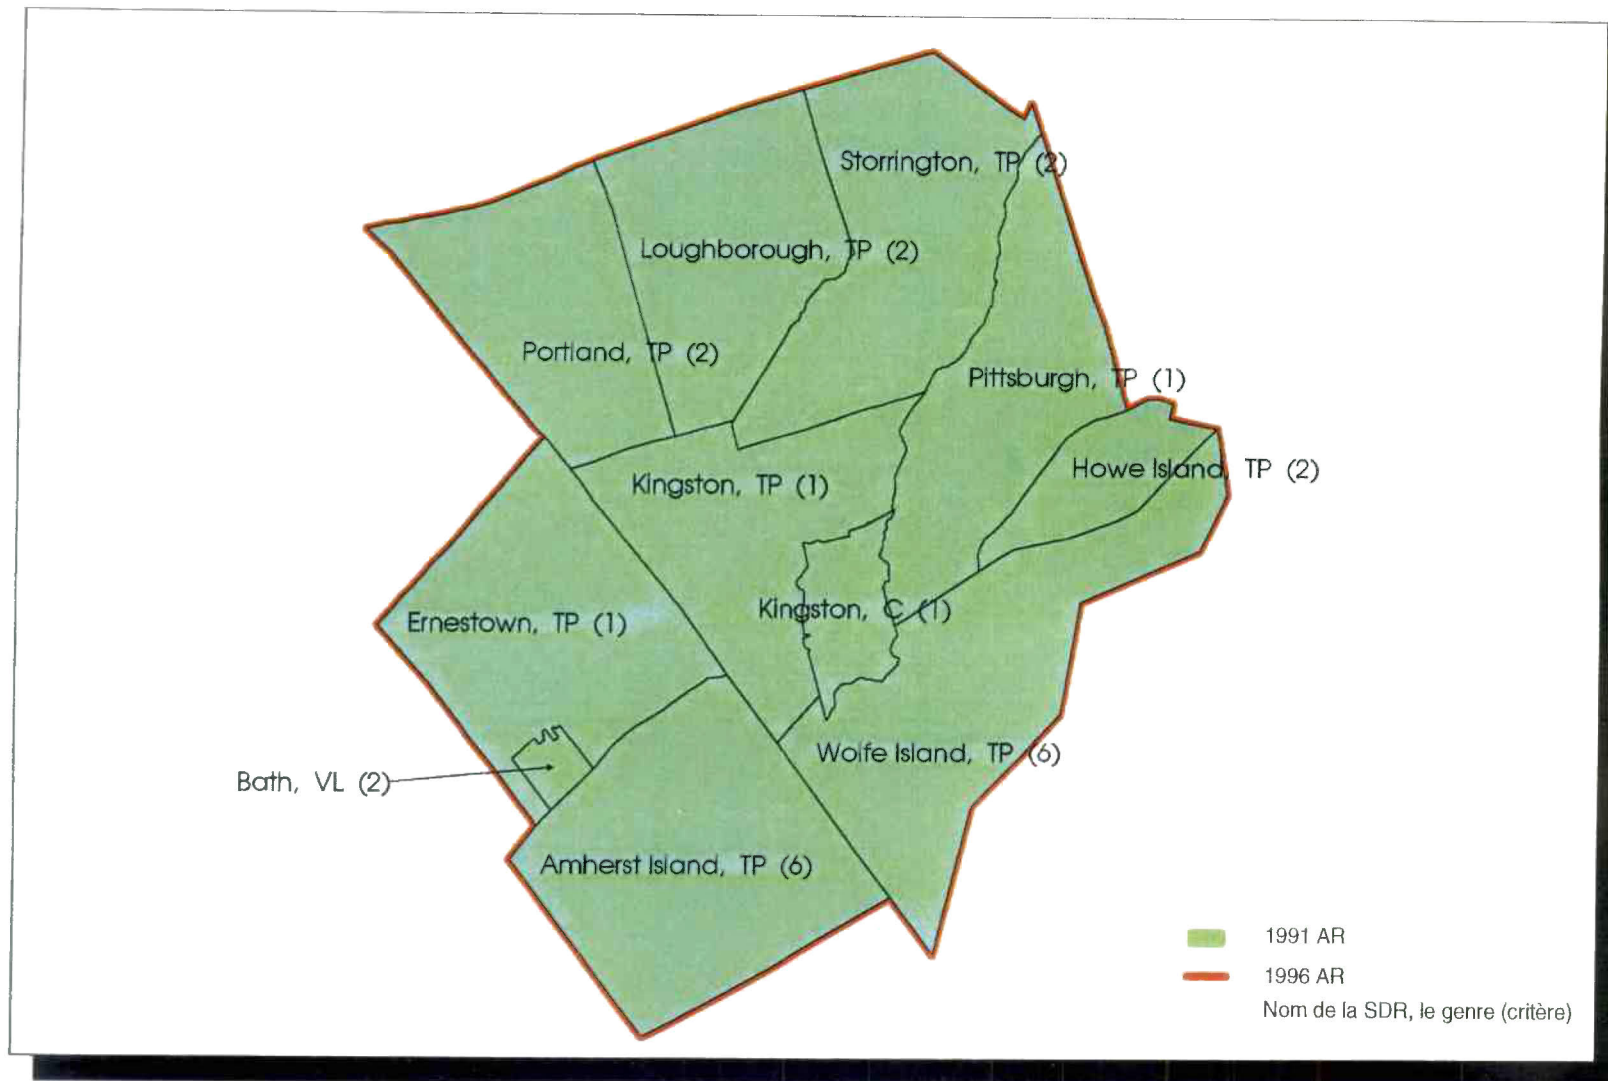 Storrington, TP (2)
Loughborough, TP (2)
Portland, TP (2)
Pittsburgh, TP (1)
Howe Island, TP (2)
Kingston, TP (1)
Kingston, C (1)
Ernestown, TP (1)
Wolfe Island, TP (6)
Bath, VL (2)
Amherst Island, TP (6)
1991 AR
1996 AR
Nom de la SDR, le genre (critère)